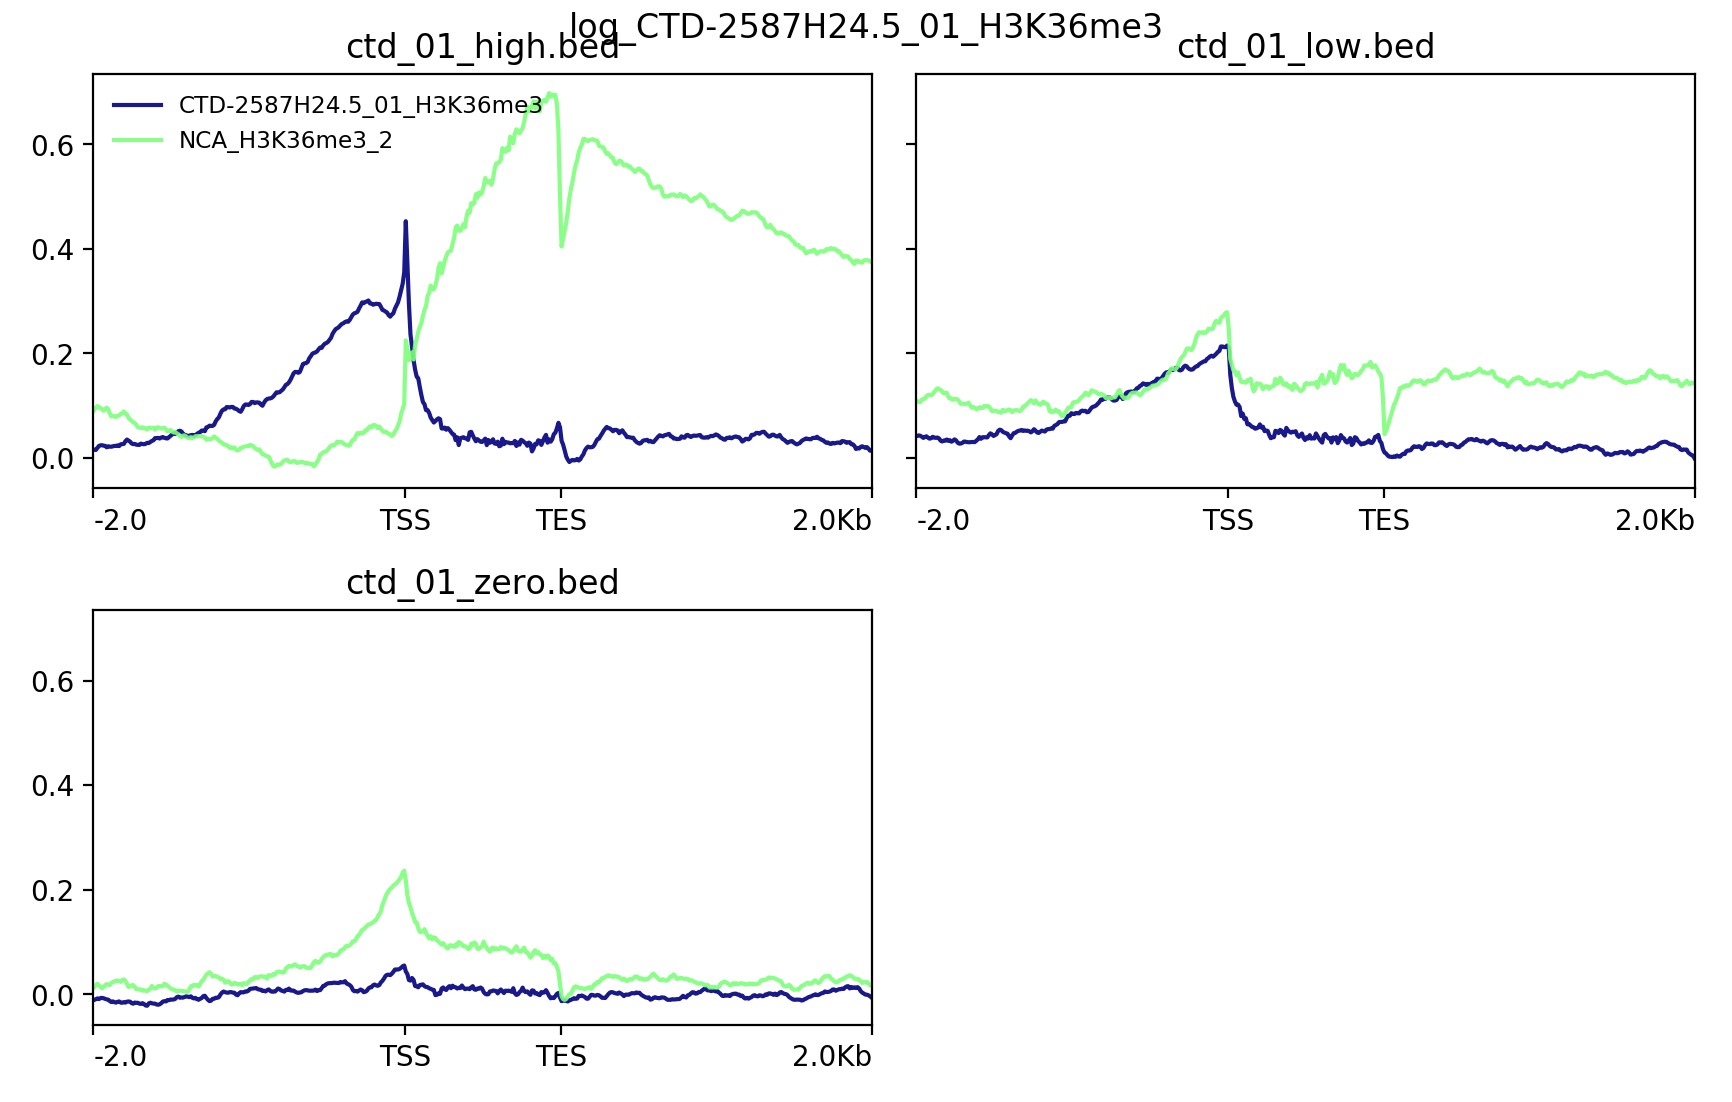 log_CTD-2587H24.5_01_H3K36me3
ctd_01_high.bed
ctd_01_low.bed
CTD-2587H24.5_01_H3K36me3
NCA_H3K36me3_2
0.6
0.4
0.2
0.0
-2.0 TSS TES 2.0Kb
-2.0 TSS TES 2.0Kb
ctd_01_zero.bed
0.6
0.4
0.2
0.0
-2.0 TSS TES 2.0Kb